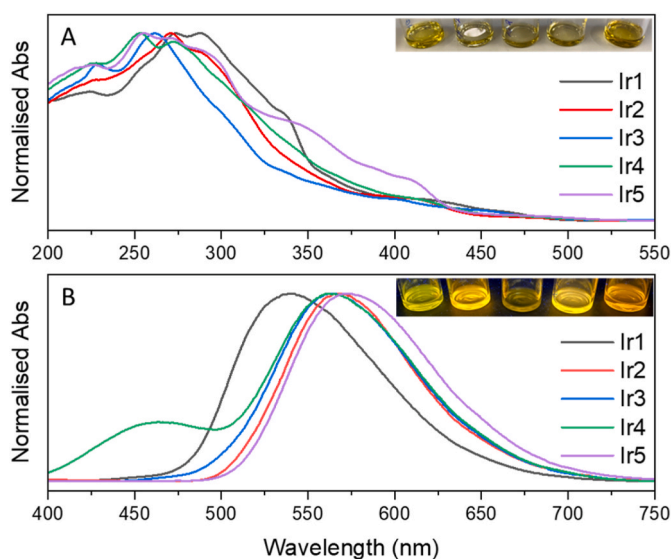 A
Normalised Abs
Ir1
Ir2
Ir3
Ir4
Ir5
200 250 300 350 400 450 500 550
B
Normalised Abs
Ir1
Ir2
Ir3
Ir4
Ir5
400 450 500 550 600 650 700 750
Wavelength (nm)